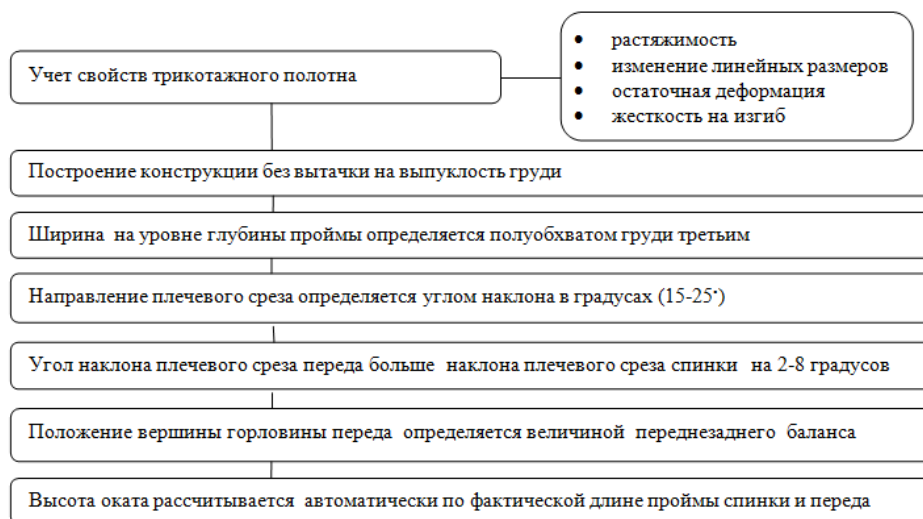 растяжимость
Учет свойств трикотажного полотна
изменение линейных размеров
остаточная деформация
жесткость на изгиб
Построение конструкции без вытачки на выпуклость груди
Ширина на уровне глубины проймы определяется полуобхватом груди третьим
Направление плечевого среза определяется углом наклона в градусах (15-25°)
Угол наклона плечевого среза переда больше наклона плечевого среза спинки на 2-8 градусов
Положение вершины горловины переда определяется величиной переднезаднего баланса
Высота оката рассчитывается автоматически по фактической длине проймы спинки и переда